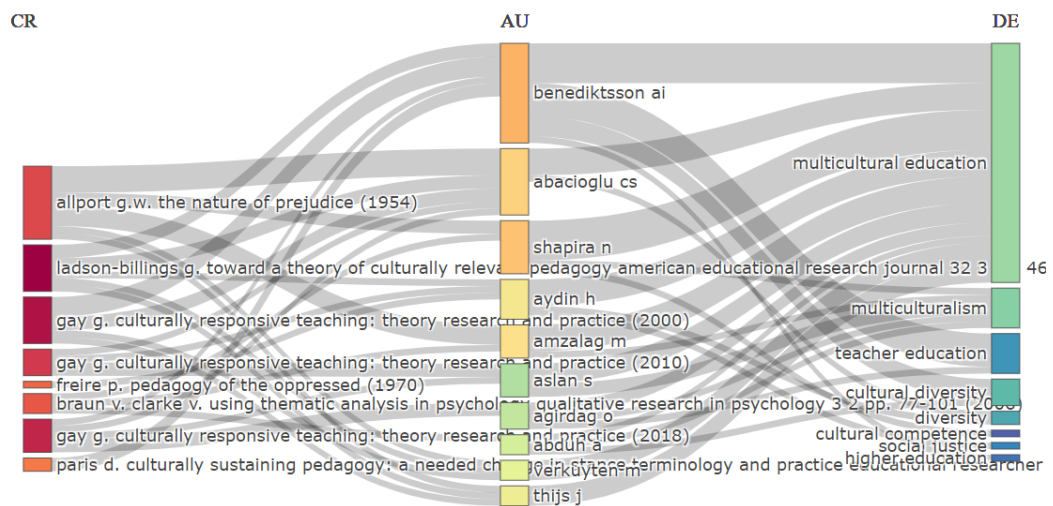 CR
AU
DE
allport g.w. the nature of prejudice (1954)
ladson-billings g. toward a theory of culturally relevant pedagogy american educational research journal 32 3 46
gay g. culturally responsive teaching: theory research and practice (2000)
gay g. culturally responsive teaching: theory research and practice (2010)
freire p. pedagogy of the oppressed (1970)
braun v. clarke v. using thematic analysis in psychology qualitative research in psychology 3 2 pp. 77-101 (2006)
gay g. culturally responsive teaching: theory research and practice (2018)
paris d. culturally sustaining pedagogy: a needed change in stance terminology and practice educational researcher
benediktsson ai
abacioglu cs
shapira n
aydin h
amzalag m
aslan s
agirdag o
abduh a
verkuyten m
thijs j
multicultural education
multiculturalism
teacher education
cultural diversity
diversity
cultural competence
social justice
higher education